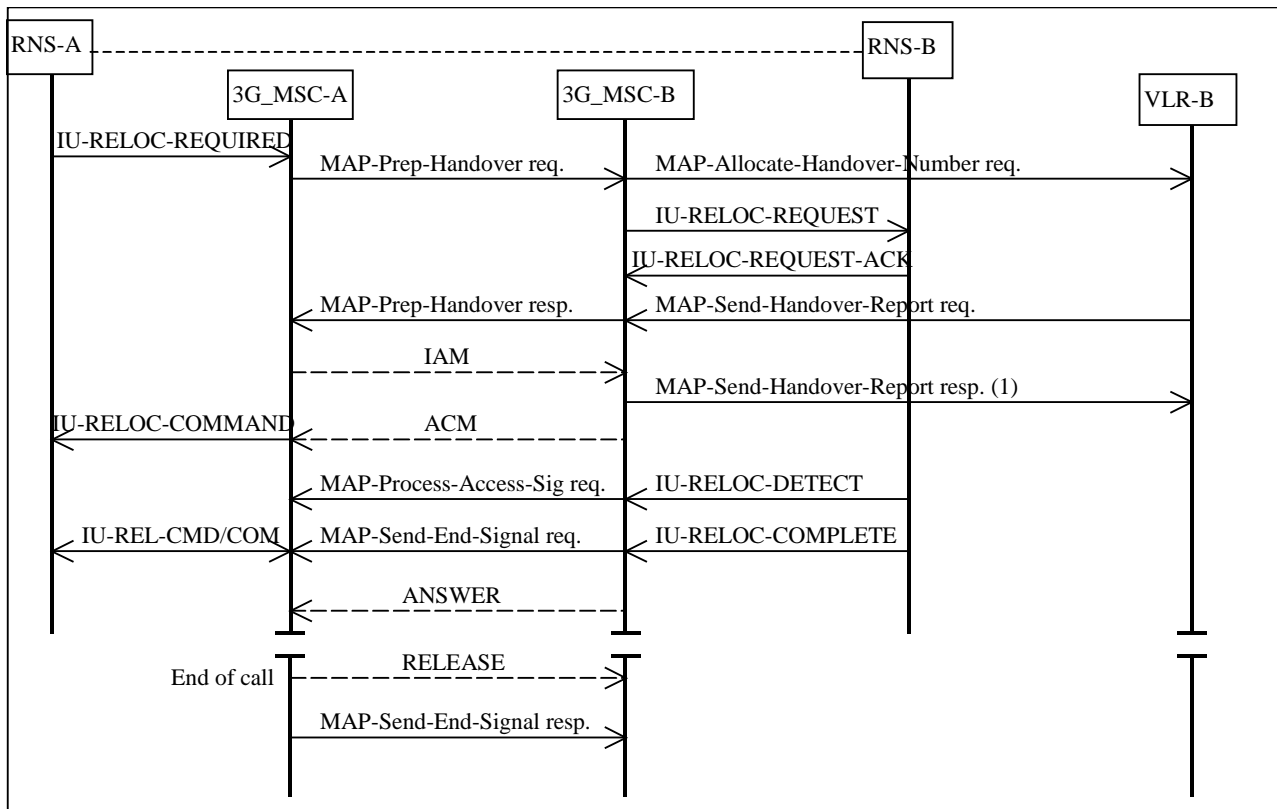 RNS-A
RNS-B
3G_MSC-A
3G_MSC-B
VLR-B
IU-RELOC-REQUIRED
MAP-Prep-Handover req.
MAP-Allocate-Handover-Number req.
IU-RELOC-REQUEST
IU-RELOC-REQUEST-ACK
MAP-Prep-Handover resp.
MAP-Send-Handover-Report req.
IAM
MAP-Send-Handover-Report resp. (1)
IU-RELOC-COMMAND
ACM
MAP-Process-Access-Sig req.
IU-RELOC-DETECT
IU-REL-CMD/COM
MAP-Send-End-Signal req.
IU-RELOC-COMPLETE
ANSWER
RELEASE
End of call
MAP-Send-End-Signal resp.